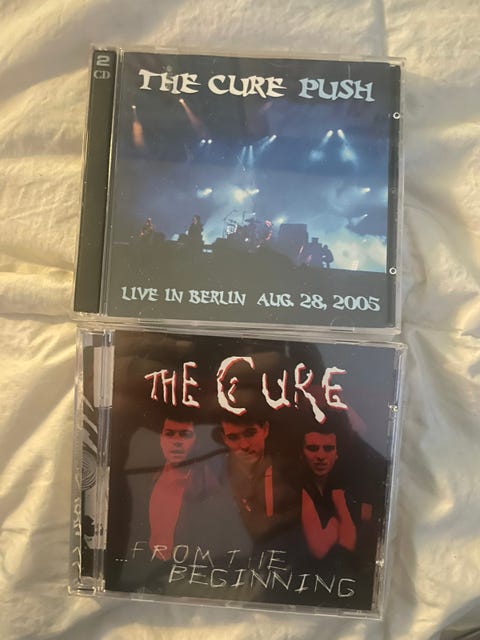 2
CD
THE CURE PUSH
LIVE IN BERLIN AUG. 28, 2005
THE CURE
...FROM THE
BEGINNING